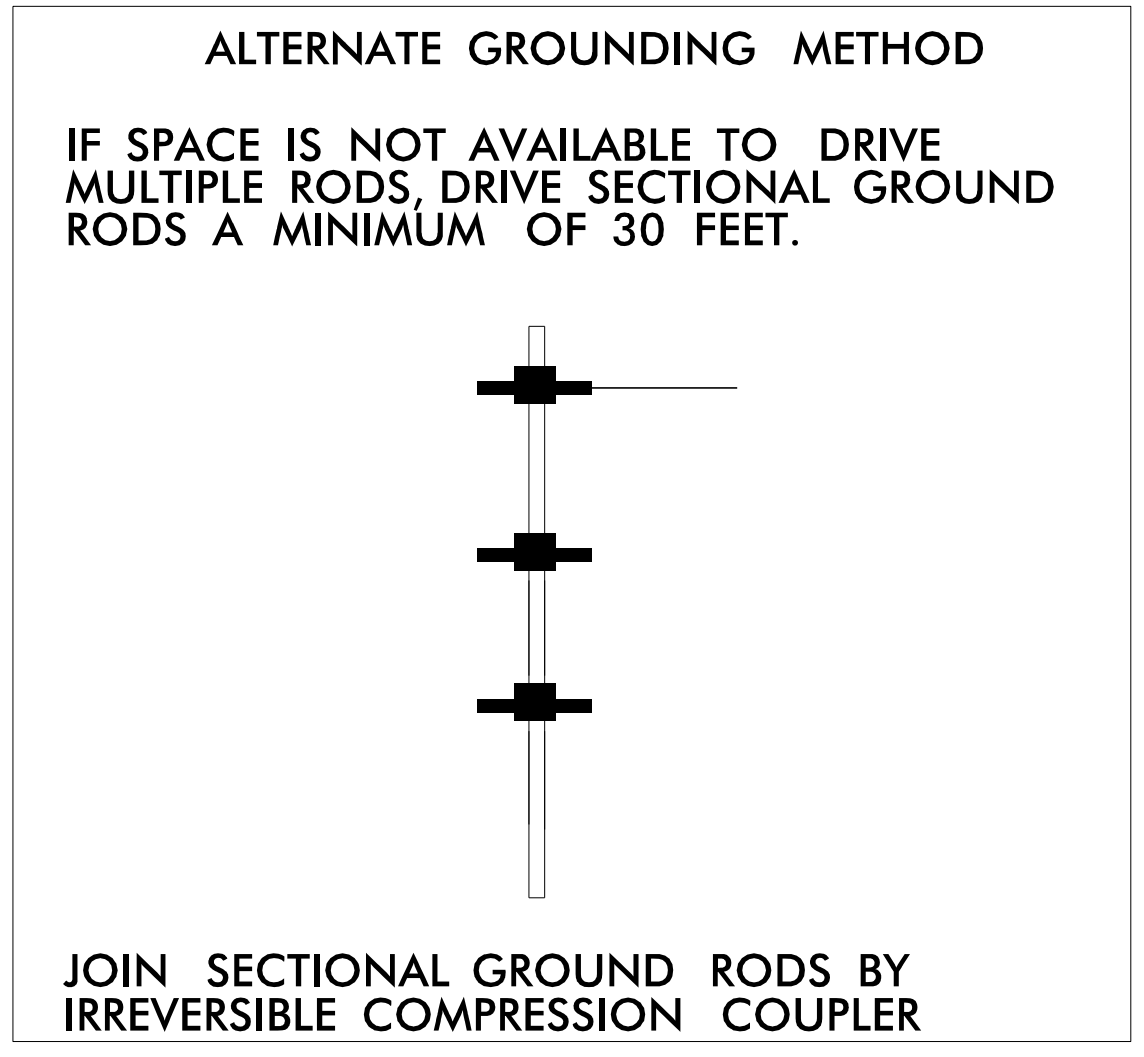 ALTERNATE GROUNDING METHOD
IF SPACE IS NOT AVAILABLE TO DRIVE
MULTIPLE RODS, DRIVE SECTIONAL GROUND
RODS A MINIMUM OF 30 FEET.
JOIN SECTIONAL GROUND RODS BY
IRREVERSIBLE COMPRESSION COUPLER